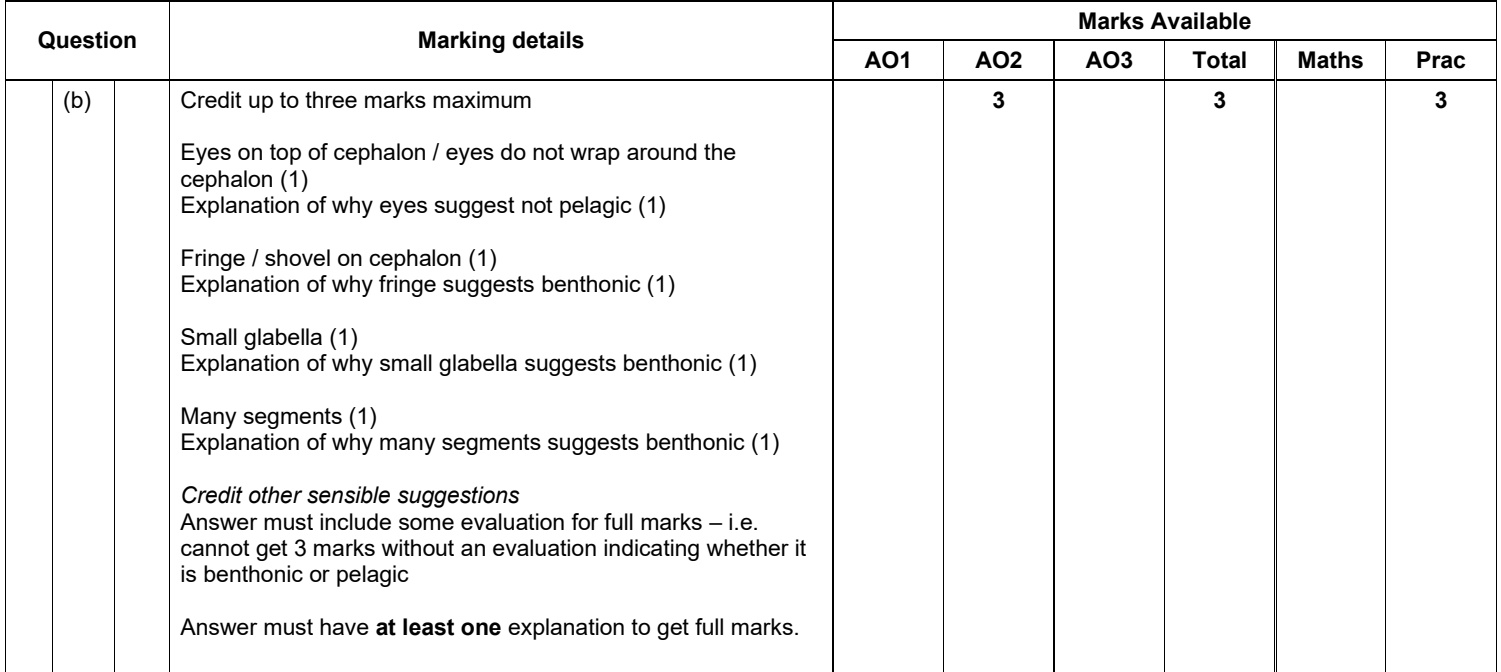 Question
Marking details
Marks Available
AO1 AO2 AO3 Total Maths Prac
(b) Credit up to three marks maximum 3 3 3
Eyes on top of cephalon / eyes do not wrap around the
cephalon (1)
Explanation of why eyes suggest not pelagic (1)
Fringe / shovel on cephalon (1)
Explanation of why fringe suggests benthonic (1)
Small glabella (1)
Explanation of why small glabella suggests benthonic (1)
Many segments (1)
Explanation of why many segments suggests benthonic (1)
Credit other sensible suggestions
Answer must include some evaluation for full marks – i.e.
cannot get 3 marks without an evaluation indicating whether it
is benthonic or pelagic
Answer must have at least one explanation to get full marks.